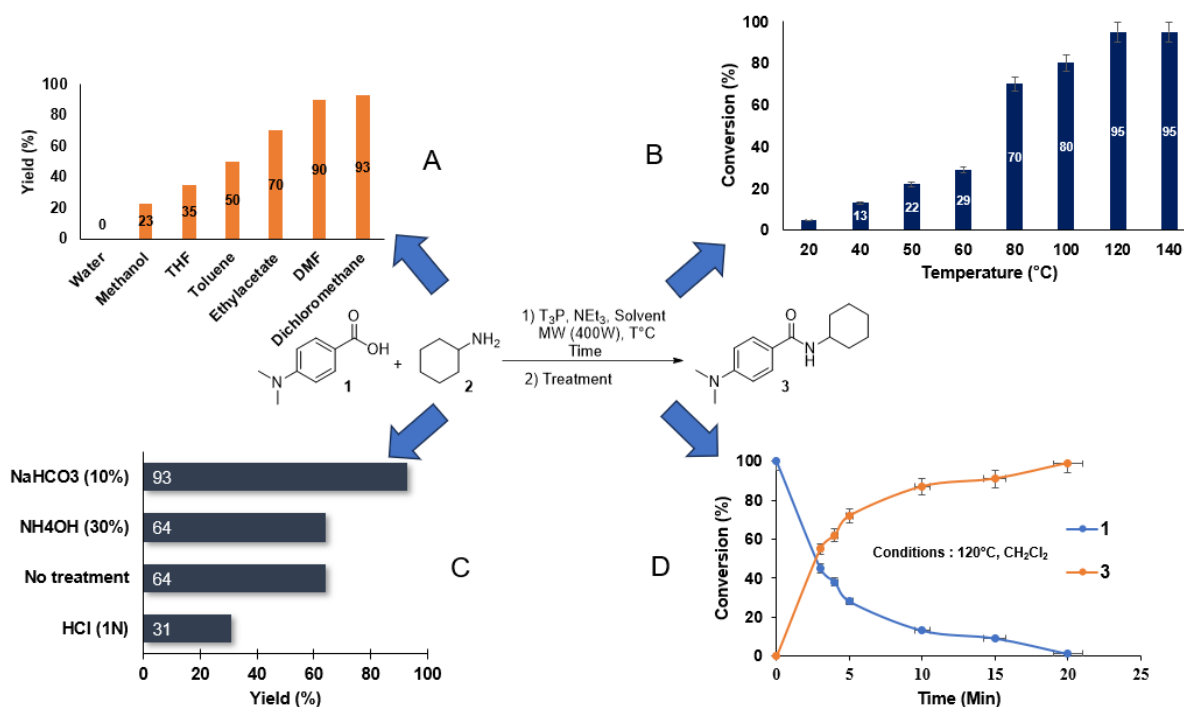 Yield (%)
100
80
60
40
20
0
0
23
35
50
70
90
93
Water
Methanol
THF
Toluene
Ethylacetate
DMF
Dichloromethane
A
B
Conversion (%)
100
80
60
40
20
0
13
22
29
70
80
95
95
20 40 50 60 80 100 120 140
Temperature (°C)
O
OH
N
1
+
NH₂
2
1) T₃P, NEt₃, Solvent
MW (400W), T°C
Time
2) Treatment
O
N
H
N
3
NaHCO3 (10%)
93
NH4OH (30%)
64
No treatment
64
HCl (1N)
31
0 20 40 60 80 100
Yield (%)
C
D
Conversion (%)
100
80
60
40
20
0
1
Conditions : 120°C, CH₂Cl₂
3
0 5 10 15 20 25
Time (Min)